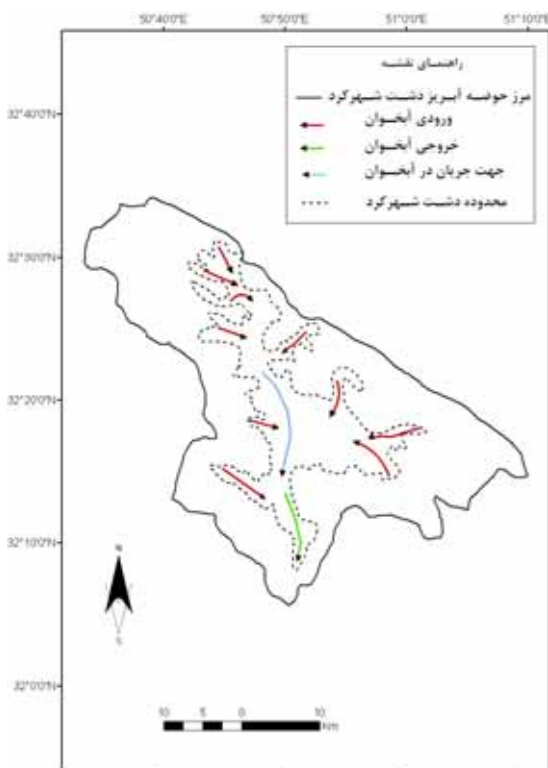 50°40'0"E 50°50'0"E 51°0'0"E 51°10'0"E
راهنمای نقشه
مرز حوضه آبریز دشت شهرکرد
ورودی آبخوان
خروجی آبخوان
جهت جریان در آبخوان
محدوده دشت شهرکرد
32°40'0"N
32°30'0"N
32°20'0"N
32°10'0"N
32°0'0"N
N
S
10 5 0 10
Km